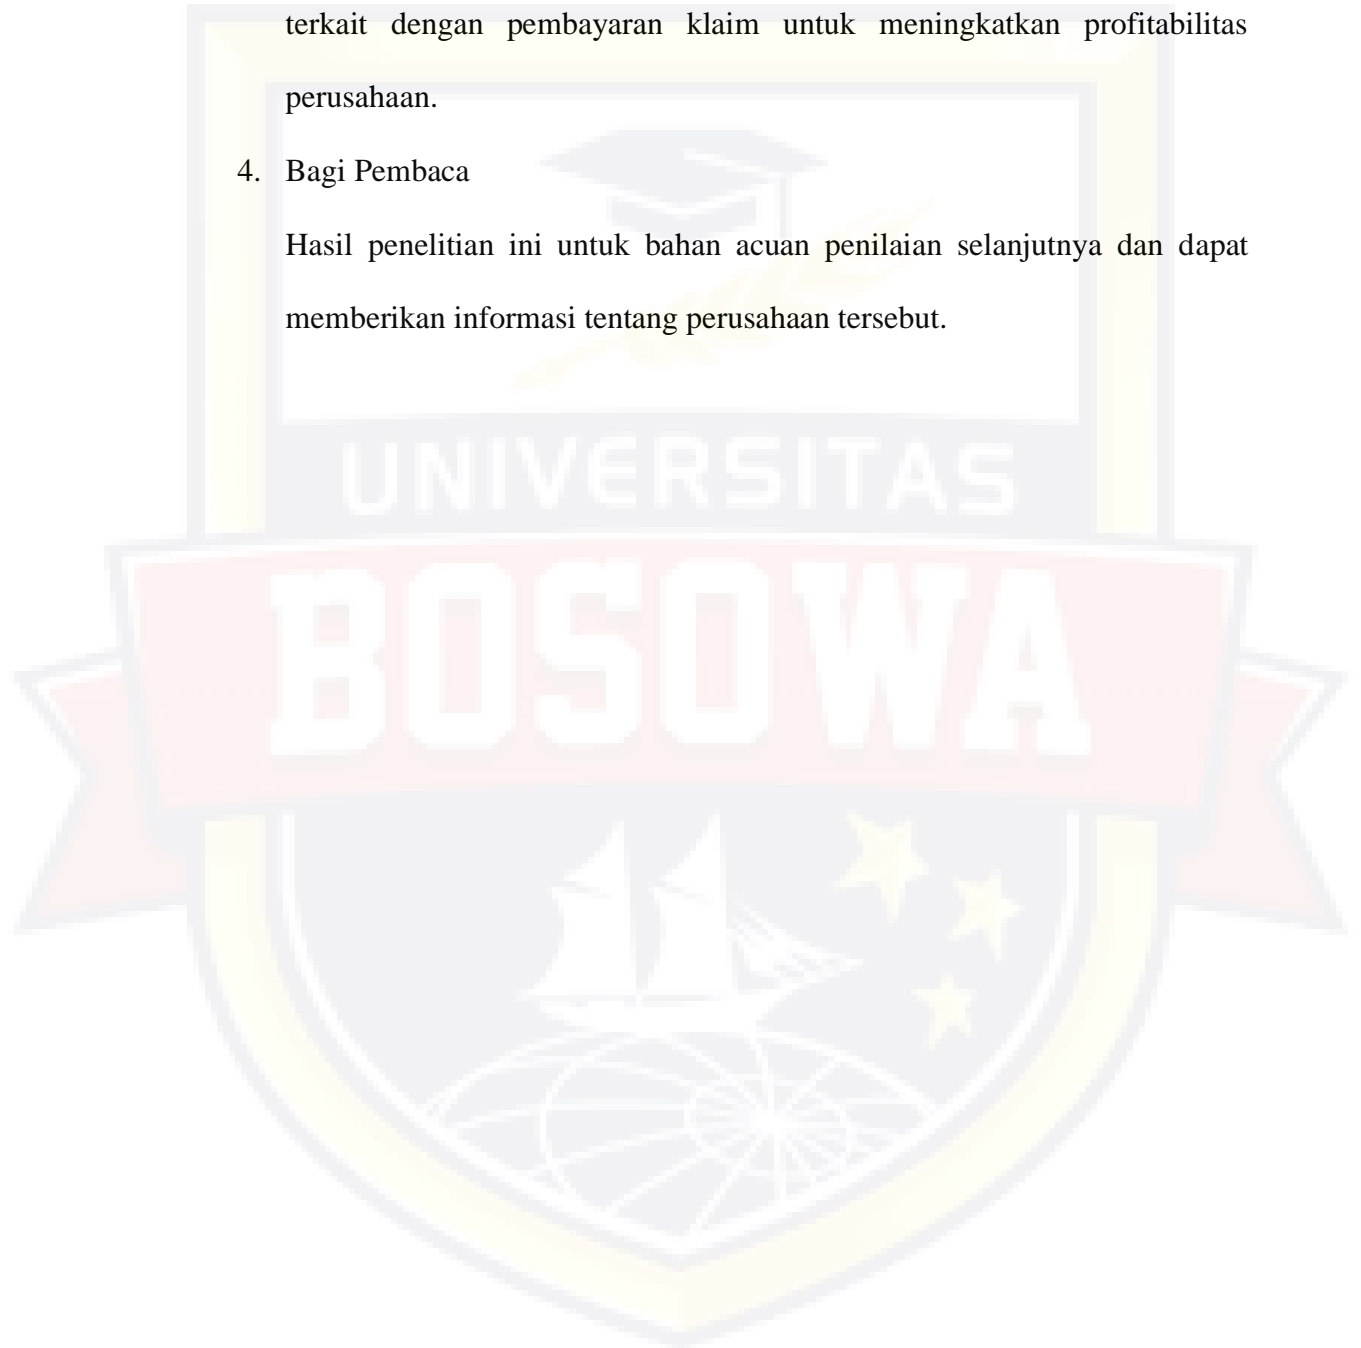 terkait dengan pembayaran klaim untuk meningkatkan profitabilitas
perusahaan.
4. Bagi Pembaca
Hasil penelitian ini untuk bahan acuan penilaian selanjutnya dan dapat
memberikan informasi tentang perusahaan tersebut.
UNIVERSITAS
BOSOWA